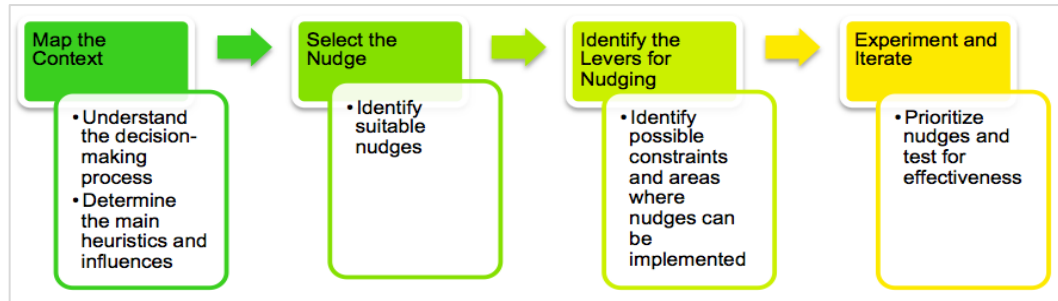 Map the
Context
• Understand
the decision-
making
process
• Determine
the main
heuristics and
influences
Select the
Nudge
• Identify
suitable
nudges
Identify the
Levers for
Nudging
• Identify
possible
constraints
and areas
where
nudges can
be
implemented
Experiment and
Iterate
• Prioritize
nudges and
test for
effectiveness